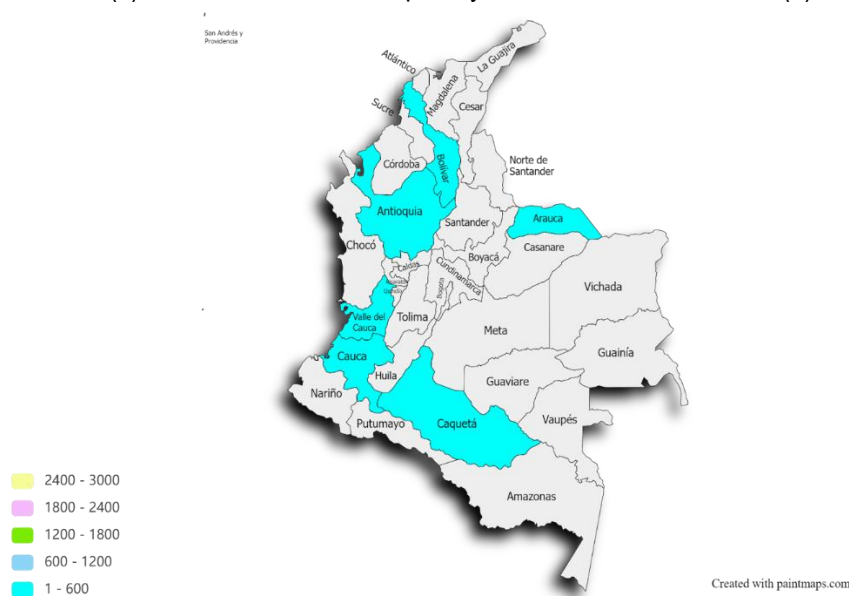 San Andrés y
Providencia
Atlántico
La Guajira
Magdalena
Cesar
Sucre
Norte de
Santander
Córdoba
Bolívar
Antioquia
Santander
Arauca
Chocó
Boyacá
Casanare
Caldas
Cundinamarca
Vichada
Valle del
Cauca
Tolima
Meta
Cauca
Guainía
Huila
Guaviare
Nariño
Vaupés
Putumayo
Caquetá
Amazonas
2400 - 3000
1800 - 2400
1200 - 1800
600 - 1200
1 - 600
Created with paintmaps.com